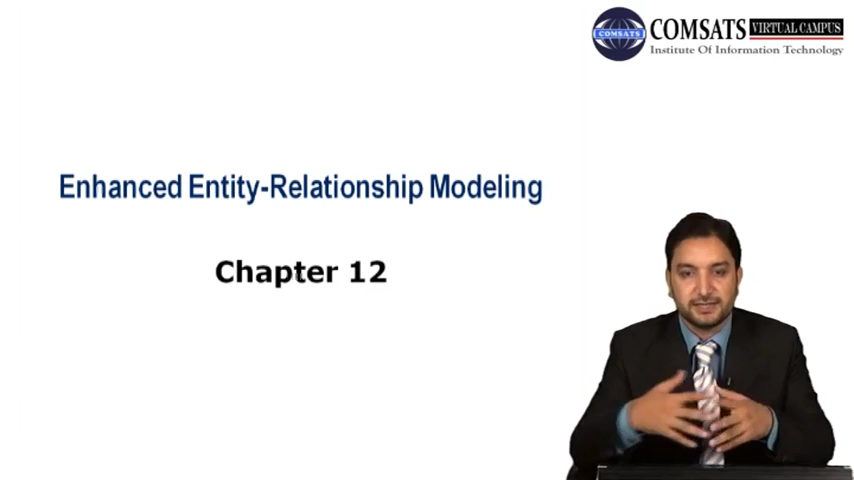 COMSATS VIRTUAL CAMPUS
COMSATS
Institute Of Information Technology
Enhanced Entity-Relationship Modeling
Chapter 12